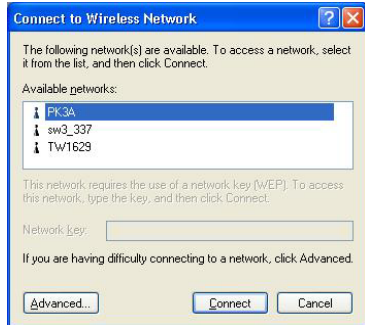 Connect to Wireless Network
The following network(s) are available. To access a network, select
it from the list, and then click Connect.
Available networks:
PK3A
sw3_337
TW1629
This network requires the use of a network key (WEP). To access
this network, type the key, and then click Connect.
Network key:
If you are having difficulty connecting to a network, click Advanced.
Advanced... Connect Cancel